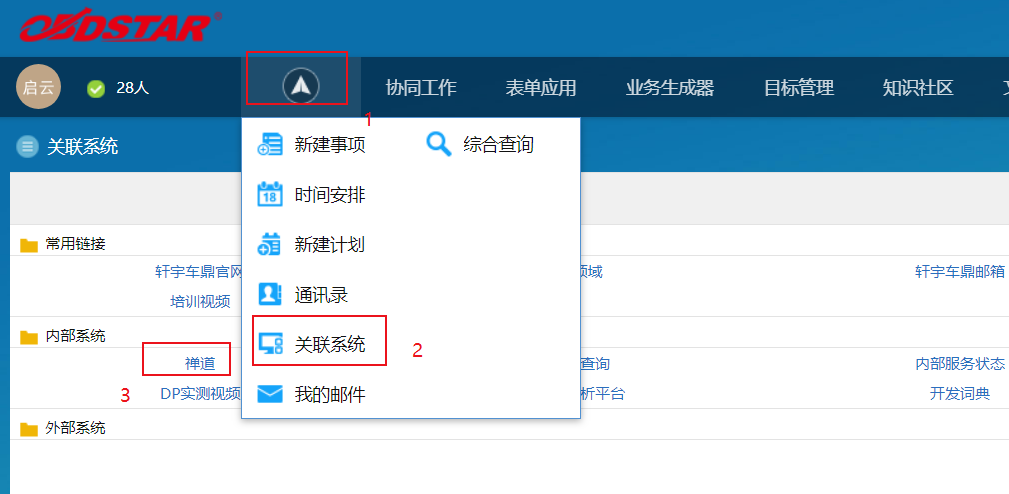 OBDSTAR®
启云 28人 协同工作 表单应用 业务生成器 目标管理 知识社区
1
关联系统
新建事项 综合查询
时间安排
新建计划
通讯录
关联系统 2
我的邮件
常用链接
轩宇车鼎官网 领域 轩宇车鼎邮箱
培训视频
内部系统
禅道 查询 内部服务状态
3 DP实测视频 析平台 开发词典
外部系统